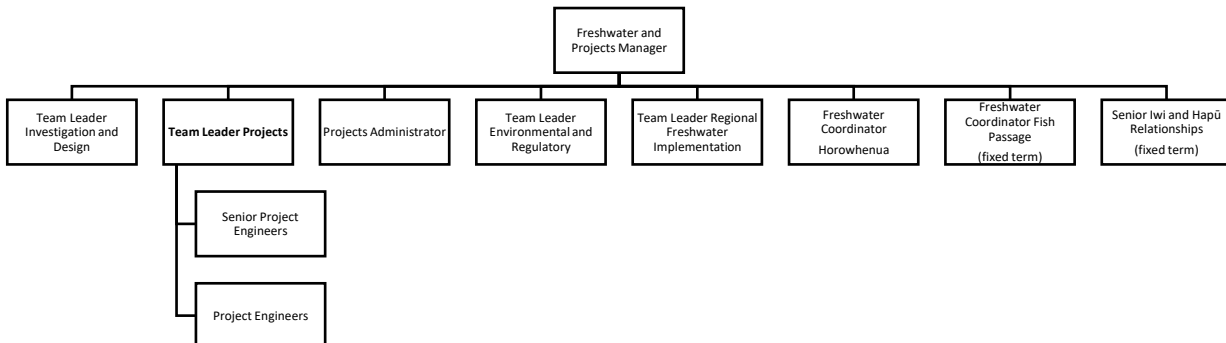 Freshwater and
Projects Manager
Team Leader
Investigation and
Design
Team Leader Projects
Projects Administrator
Team Leader
Environmental and
Regulatory
Team Leader Regional
Freshwater
Implementation
Freshwater
Coordinator
Horowhenua
Freshwater
Coordinator Fish
Passage
(fixed term)
Senior Iwi and Hapū
Relationships
(fixed term)
Senior Project
Engineers
Project Engineers